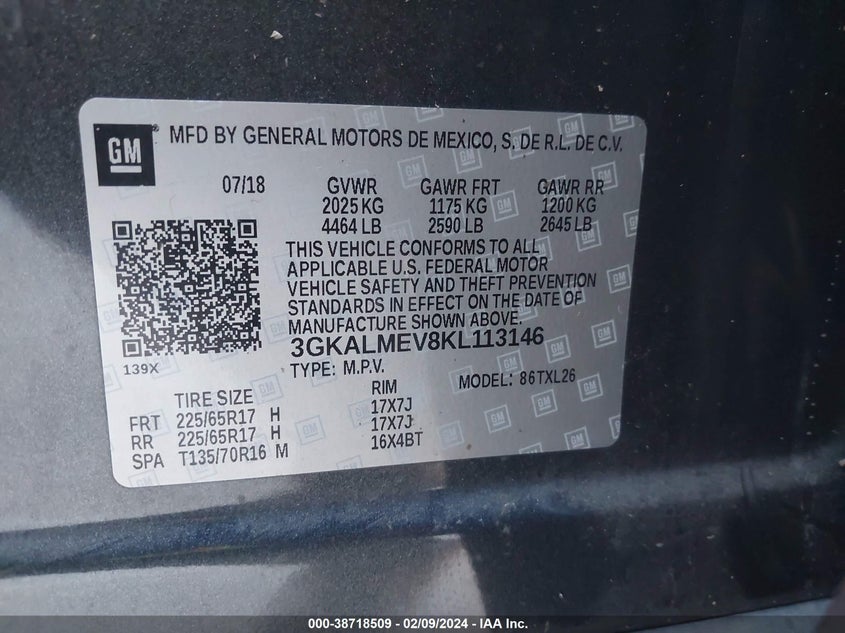 GM
MFD BY GENERAL MOTORS DE MEXICO, S. DE R.L. DE C.V.
07/18 GVWR GAWR FRT GAWR RR
2025 KG 1175 KG 1200 KG
4464 LB 2590 LB 2645 LB
THIS VEHICLE CONFORMS TO ALL
APPLICABLE U.S. FEDERAL MOTOR
VEHICLE SAFETY AND THEFT PREVENTION
STANDARDS IN EFFECT ON THE DATE OF
MANUFACTURE SHOWN ABOVE.
3GKALMEV8KL113146
139X
TYPE: M.P.V. MODEL: 86TXL26
TIRE SIZE RIM
FRT 225/65R17 H 17X7J
RR 225/65R17 H 17X7J
SPA T135/70R16 M 16X4BT
000-38718509 - 02/09/2024 - IAA Inc.